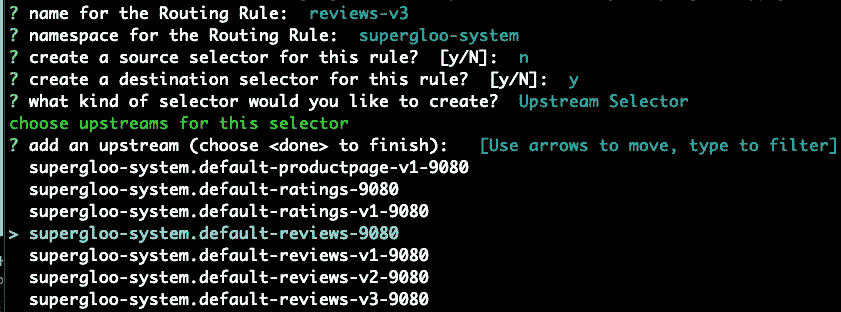 ? name for the Routing Rule: reviews-v3
? namespace for the Routing Rule: supergloo-system
? create a source selector for this rule? [y/N]: n
? create a destination selector for this rule? [y/N]: y
? what kind of selector would you like to create? Upstream Selector
choose upstreams for this selector
? add an upstream (choose <done> to finish): [Use arrows to move, type to filter]
supergloo-system.default-productpage-v1-9080
supergloo-system.default-ratings-9080
supergloo-system.default-ratings-v1-9080
> supergloo-system.default-reviews-9080
supergloo-system.default-reviews-v1-9080
supergloo-system.default-reviews-v2-9080
supergloo-system.default-reviews-v3-9080